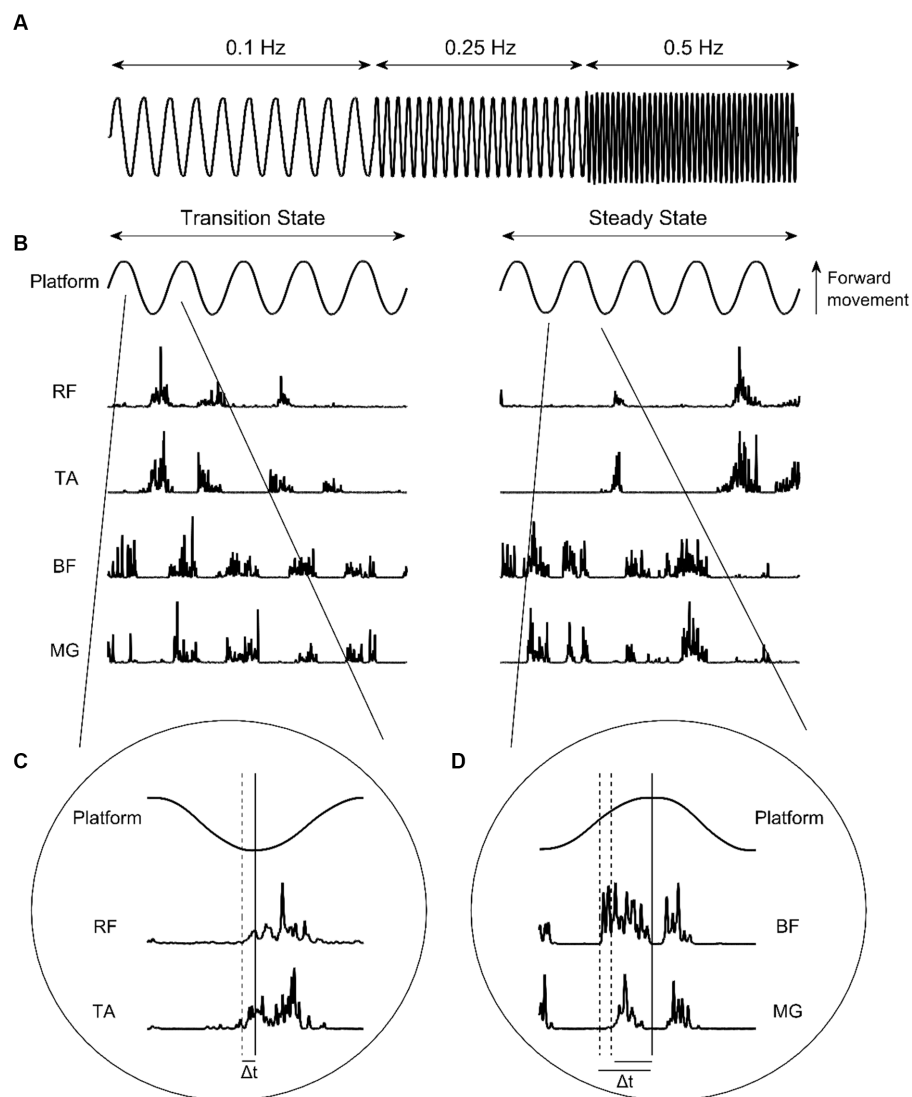 A
0.1 Hz 0.25 Hz 0.5 Hz
Transition State Steady State
B
Platform
Forward
movement
RF
TA
BF
MG
C
Platform
RF
TA
Δt
D
Platform
BF
MG
Δt